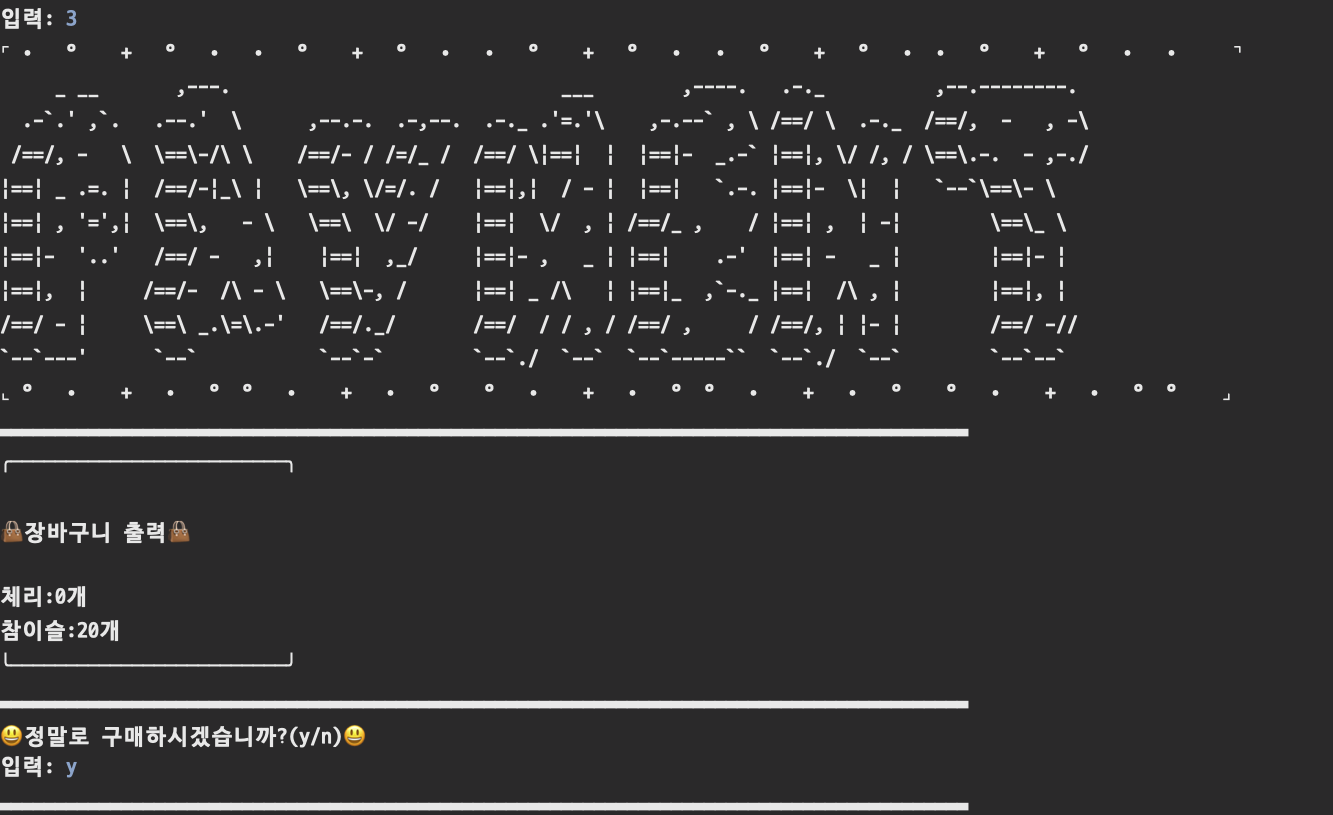 입력: 3
⌜ •   °    +   °   •   •   °    +   °   •   •   °    +   °   •   •   °    +   °   • •   °    +   °   •   •     ⌝
     _ __       ,---.                             ___        ,----.   .-._          ,--.--------.
  .-`.' ,`.   .--.'  \      ,--.-.  .-,--.  .-._ .'=.'\    ,-.--` , \ /==/ \  .-._  /==/,  -   , -\
 /==/, -   \  \==\-/\ \    /==/- / /=/_ /  /==/ \|==|  |  |==|-  _.-` |==|, \/ /, / \==\.-.  - ,-./
|==| _ .=. |  /==/-|_\ |   \==\, \/=/. /   |==|,|  / - |  |==|   `.-. |==|-  \|  |   `--`\==\- \
|==| , '=',|  \==\,   - \   \==\  \/ -/    |==|  \/  , | /==/_ ,    / |==| ,  | -|        \==\_ \
|==|-  '..'   /==/ -   ,|    |==|  ,_/     |==|- ,   _ | |==|    .-'  |==| -   _ |        |==|- |
|==|,  |     /==/-  /\ - \   \==\-, /      |==| _ /\   | |==|_  ,`-._ |==|  /\ , |        |==|, |
/==/ - |     \==\ _.\=\.-'   /==/._/       /==/  / / , / /==/ ,     / /==/, | |- |        /==/ -//
`--`---'      `--`           `--`-`        `--`./  `--`  `--`-----``  `--`./  `--`        `--`--`
⌞ °   •    +   •   ° °   •    +   •   °    °   •    +   •   ° °   •    +   •   °    °   •    +   •   ° °    ⌟
🛍장바구니 출력🛍
체리:0개
참이슬:20개
😃정말로 구매하시겠습니까?(y/n)😃
입력: y